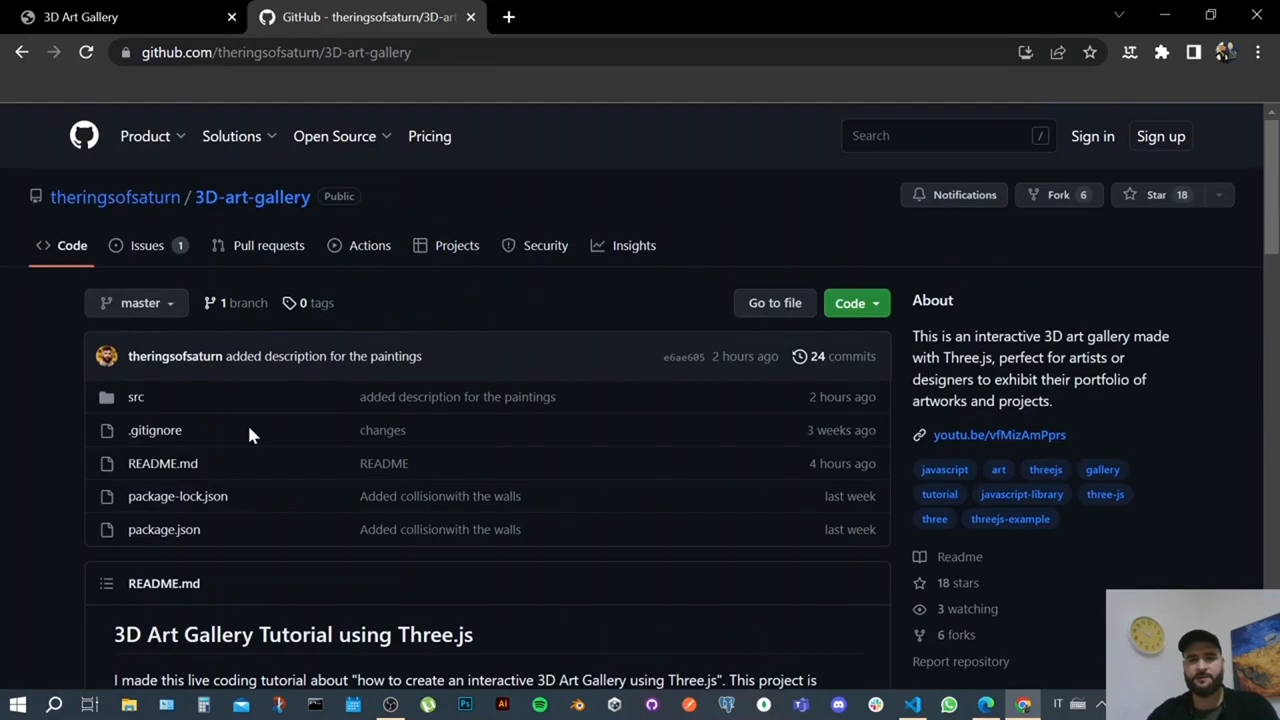 3D Art Gallery
GitHub - theringsofsaturn/3D-art
github.com/theringsofsaturn/3D-art-gallery
Product
Solutions
Open Source
Pricing
Search
/
Sign in
Sign up
theringsofsaturn / 3D-art-gallery
Public
Notifications
Fork 6
Star 18
Code
Issues 1
Pull requests
Actions
Projects
Security
Insights
master
1 branch
0 tags
Go to file
Code
About
This is an interactive 3D art gallery made
with Three.js, perfect for artists or
designers to exhibit their portfolio of
artworks and projects.
youtu.be/vfMizAmPprs
javascript art threejs gallery
tutorial javascript-library three-js
three threejs-example
Readme
18 stars
3 watching
6 forks
Report repository
theringsofsaturn added description for the paintings
e6ae605 2 hours ago
24 commits
src added description for the paintings 2 hours ago
.gitignore changes 3 weeks ago
README.md README 4 hours ago
package-lock.json Added collisionwith the walls last week
package.json Added collisionwith the walls last week
README.md
3D Art Gallery Tutorial using Three.js
I made this live coding tutorial about "how to create an interactive 3D Art Gallery using Three.js". This project is
Ps
Ai
IT